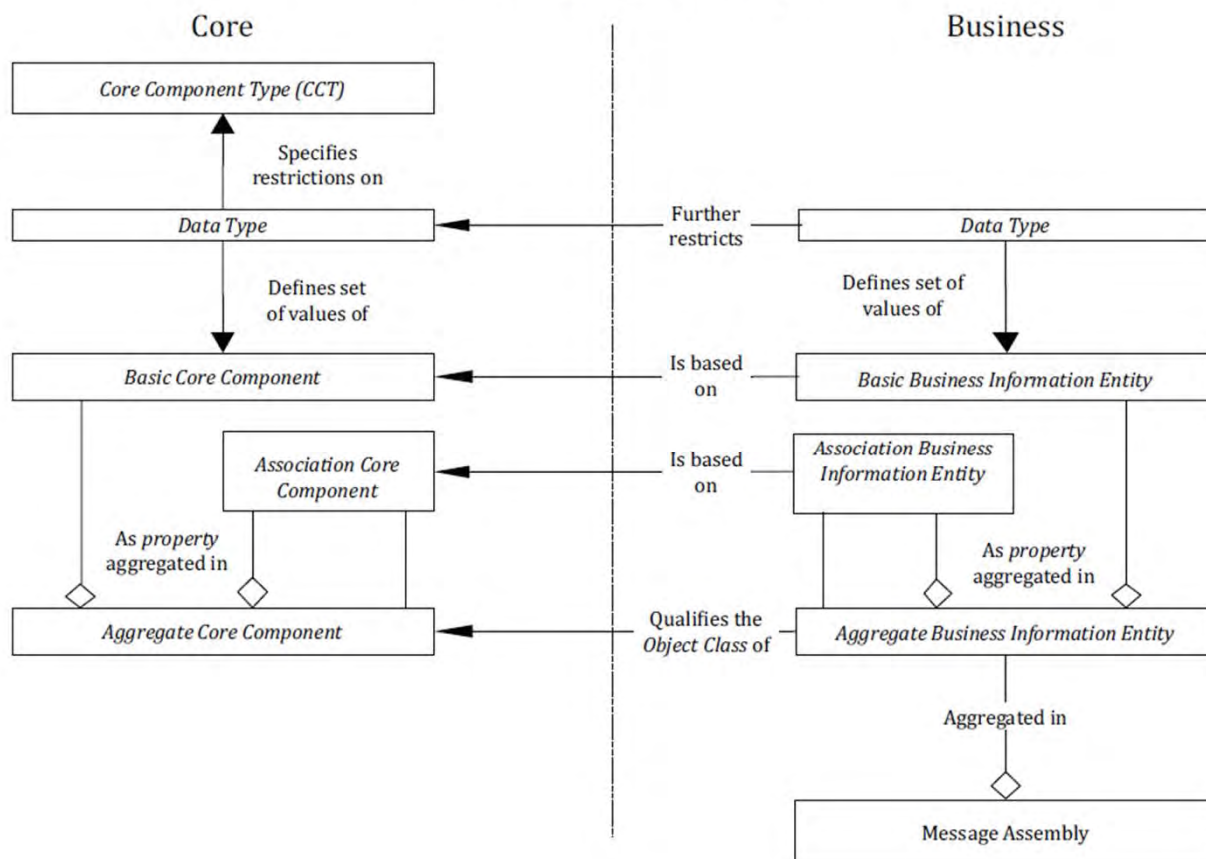 Core
Business
Core Component Type (CCT)
Specifies
restrictions on
Data Type
Further
restricts
Data Type
Defines set
of values of
Defines set of
values of
Basic Core Component
Is based
on
Basic Business Information Entity
Association Core
Component
Is based
on
Association Business
Information Entity
As property
aggregated in
As property
aggregated in
Aggregate Core Component
Qualifies the
Object Class of
Aggregate Business Information Entity
Aggregated in
Message Assembly